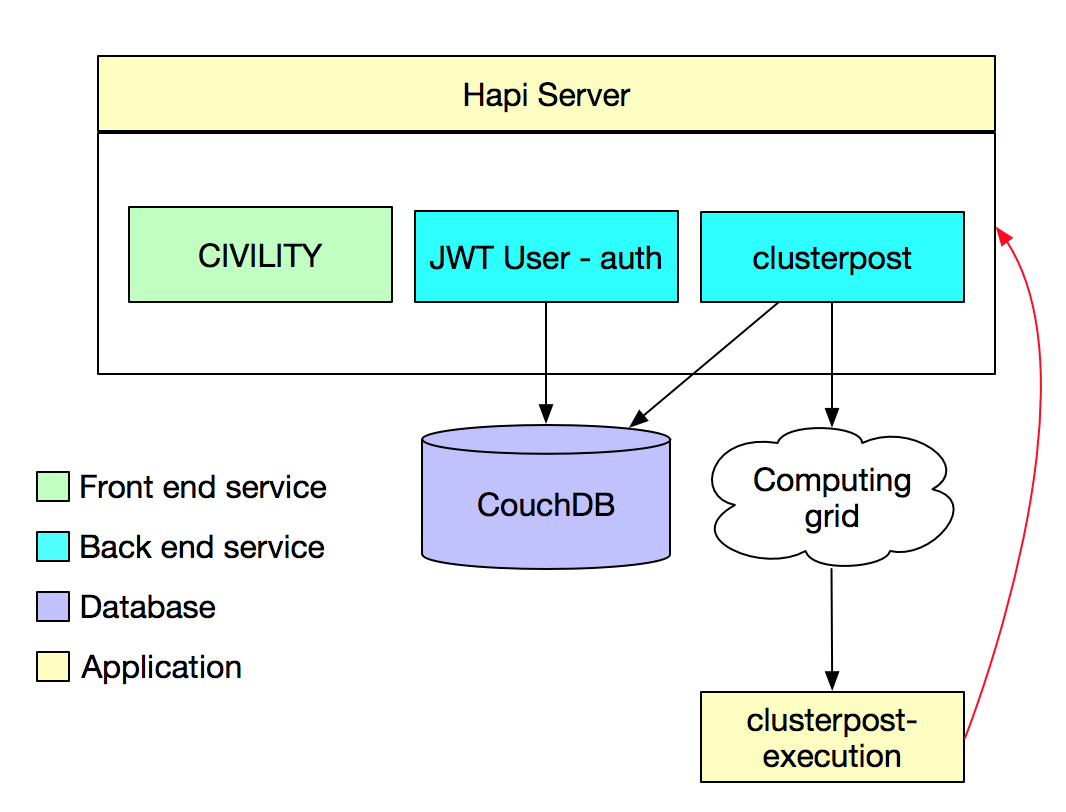 Hapi Server
CIVILITY
JWT User - auth
clusterpost
CouchDB
Computing
grid
Front end service
Back end service
Database
Application
clusterpost-
execution